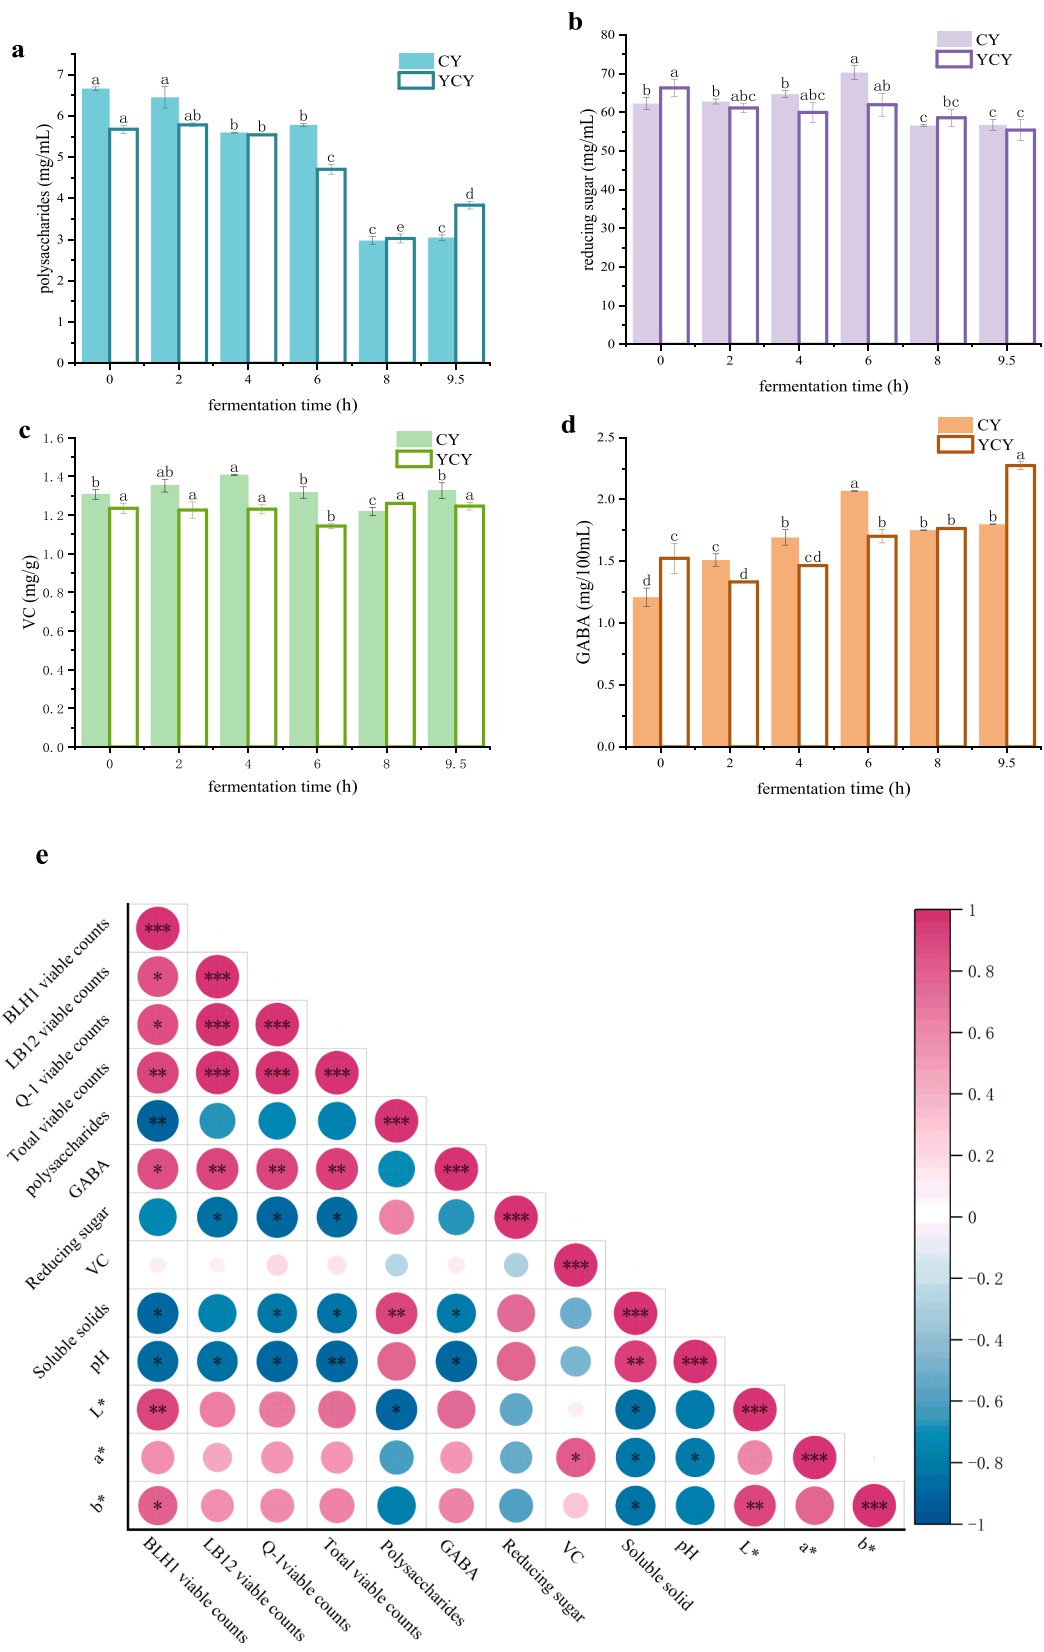 a
CY
YCY
polysaccharides (mg/mL)
7
6
5
4
3
2
1
0
a a a ab b b c b c e c d
0 2 4 6 8 9.5
fermentation time (h)
b
CY
YCY
reducing sugar (mg/mL)
80
70
60
50
40
30
20
10
0
b a b abc b abc a ab c bc c c
0 2 4 6 8 9.5
fermentation time (h)
c
CY
YCY
VC (mg/g)
1.6
1.4
1.2
1.0
0.8
0.6
0.4
0.2
0.0
b a ab a a a b b c a b a
0 2 4 6 8 9.5
fermentation time (h)
d
CY
YCY
GABA (mg/100mL)
2.5
2.0
1.5
1.0
0.5
0.0
d c c d b cd a b b b b a
0 2 4 6 8 9.5
fermentation time (h)
e
BLH1 viable counts ***
LB12 viable counts * ***
Q-1 viable counts * *** ***
Total viable counts ** *** *** ***
polysaccharides ** ***
GABA * ** ** ** ***
Reducing sugar * * * ***
VC ***
Soluble solids * * * ** * ***
pH * * * ** * ** ***
L* ** * * ***
a* * * * ***
b* * * ** ***
BLH1 viable counts
LB12 viable counts
Q-1viable counts
Total viable counts
Polysaccharides
GABA
Reducing sugar
VC
Soluble solid
pH
L*
a*
b*
1
0.8
0.6
0.4
0.2
0
-0.2
-0.4
-0.6
-0.8
-1